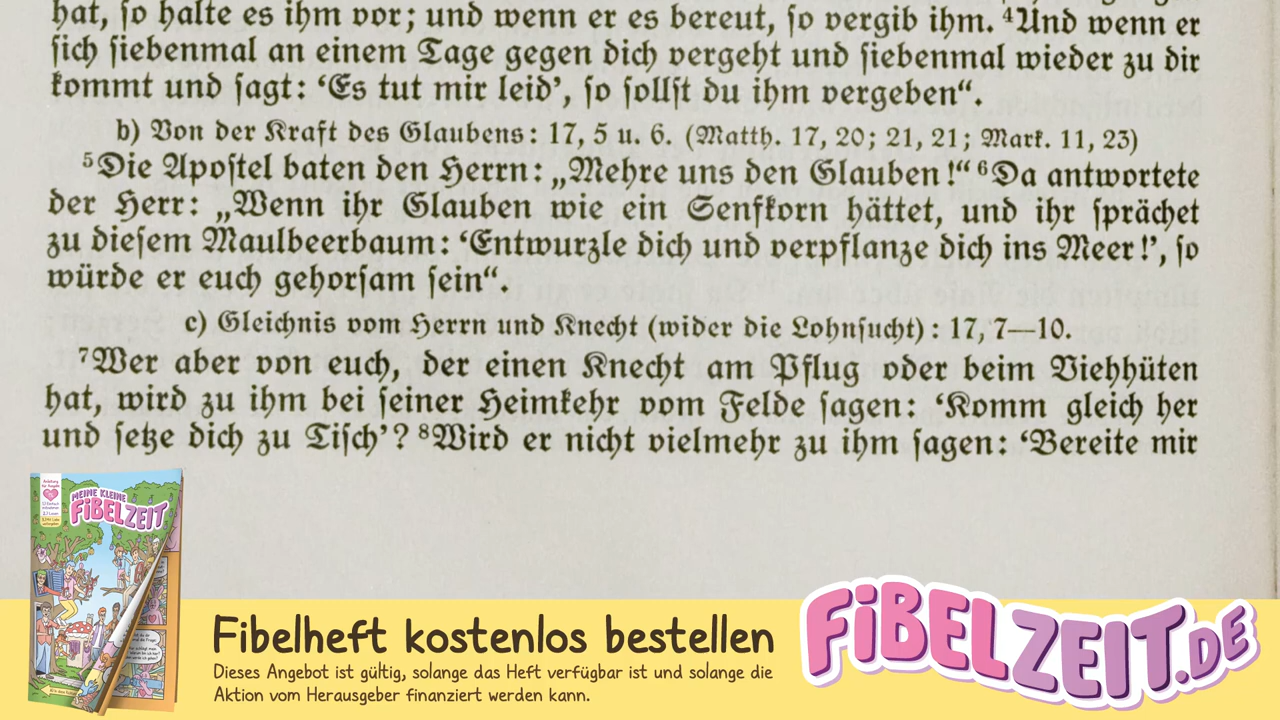 hat, so halte es ihm vor; und wenn er es bereut, so vergib ihm. ⁴Und wenn er
sich siebenmal an einem Tage gegen dich vergeht und siebenmal wieder zu dir
kommt und sagt: ‘Es tut mir leid’, so sollst du ihm vergeben“.
b) Von der Kraft des Glaubens: 17, 5 u. 6. (Matth. 17, 20; 21, 21; Mark. 11, 23)
⁵Die Apostel baten den Herrn: „Mehre uns den Glauben!“ ⁶Da antwortete
der Herr: „Wenn ihr Glauben wie ein Senfkorn hättet, und ihr sprächet
zu diesem Maulbeerbaum: ‘Entwurzle dich und verpflanze dich ins Meer!’, so
würde er euch gehorsam sein“.
c) Gleichnis vom Herrn und Knecht (wider die Lohnsucht): 17, 7—10.
⁷Wer aber von euch, der einen Knecht am Pflug oder beim Viehhüten
hat, wird zu ihm bei seiner Heimkehr vom Felde sagen: ‘Komm gleich her
und setze dich zu Tisch’? ⁸Wird er nicht vielmehr zu ihm sagen: ‘Bereite mir
MEINE KLEINE
FiBELZEIT
Fibelheft kostenlos bestellen
Dieses Angebot ist gültig, solange das Heft verfügbar ist und solange die
Aktion vom Herausgeber finanziert werden kann.
FiBELZEIT.DE